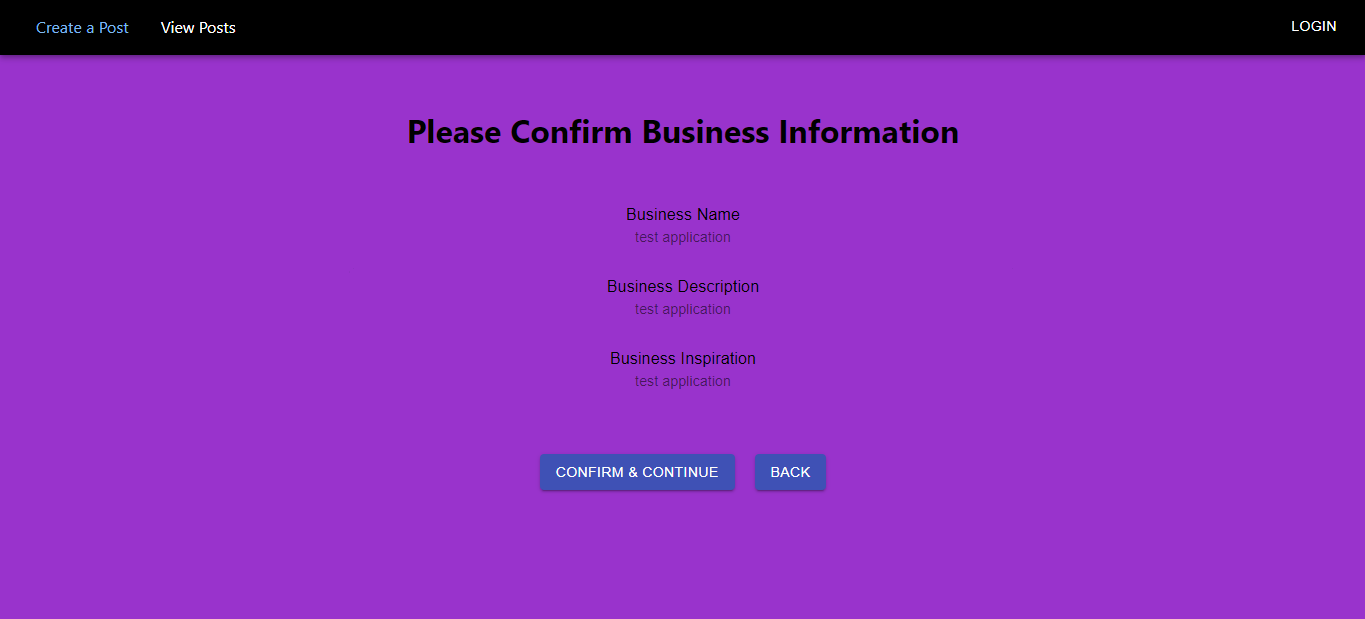 Create a Post View Posts LOGIN
Please Confirm Business Information
Business Name
test application
Business Description
test application
Business Inspiration
test application
CONFIRM & CONTINUE BACK